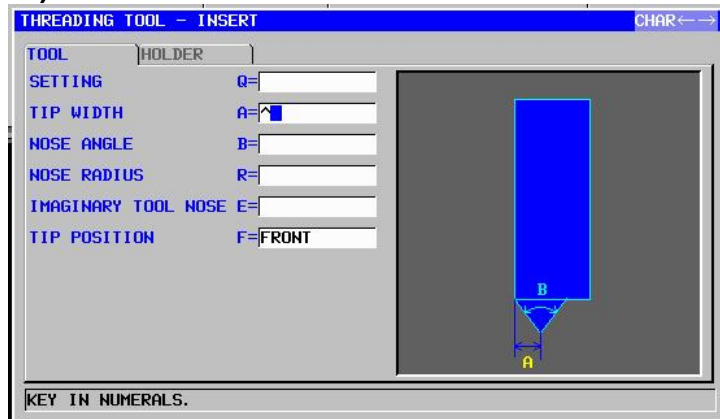 THREADING TOOL - INSERT CHAR←→
TOOL HOLDER
SETTING Q=
TIP WIDTH A=^
NOSE ANGLE B=
NOSE RADIUS R=
IMAGINARY TOOL NOSE E=
TIP POSITION F=FRONT
B
A
KEY IN NUMERALS.